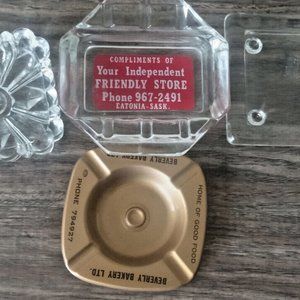 COMPLIMENTS OF
Your Independent
FRIENDLY STORE
Phone 967-2491
EATONIA-SASK.
BEVERLY BAKERY LTD.
HOME OF GOOD FOOD
BEVERLY BAKERY LTD.
PHONE 794927